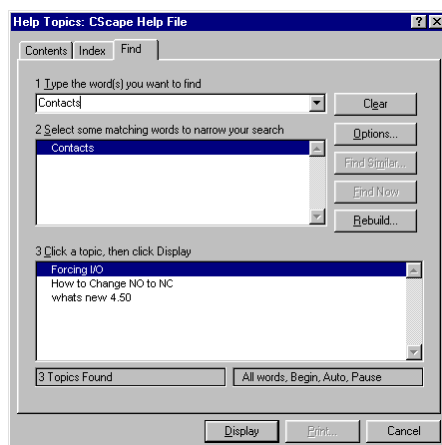 Help Topics: CScape Help File
Contents Index Find
1 Type the word(s) you want to find
Contacts Clear
2 Select some matching words to narrow your search Options...
Contacts
Find Similar...
Find Now
Rebuild...
3 Click a topic, then click Display
Forcing I/O
How to Change NO to NC
whats new 4.50
3 Topics Found All words, Begin, Auto, Pause
Display Print... Cancel